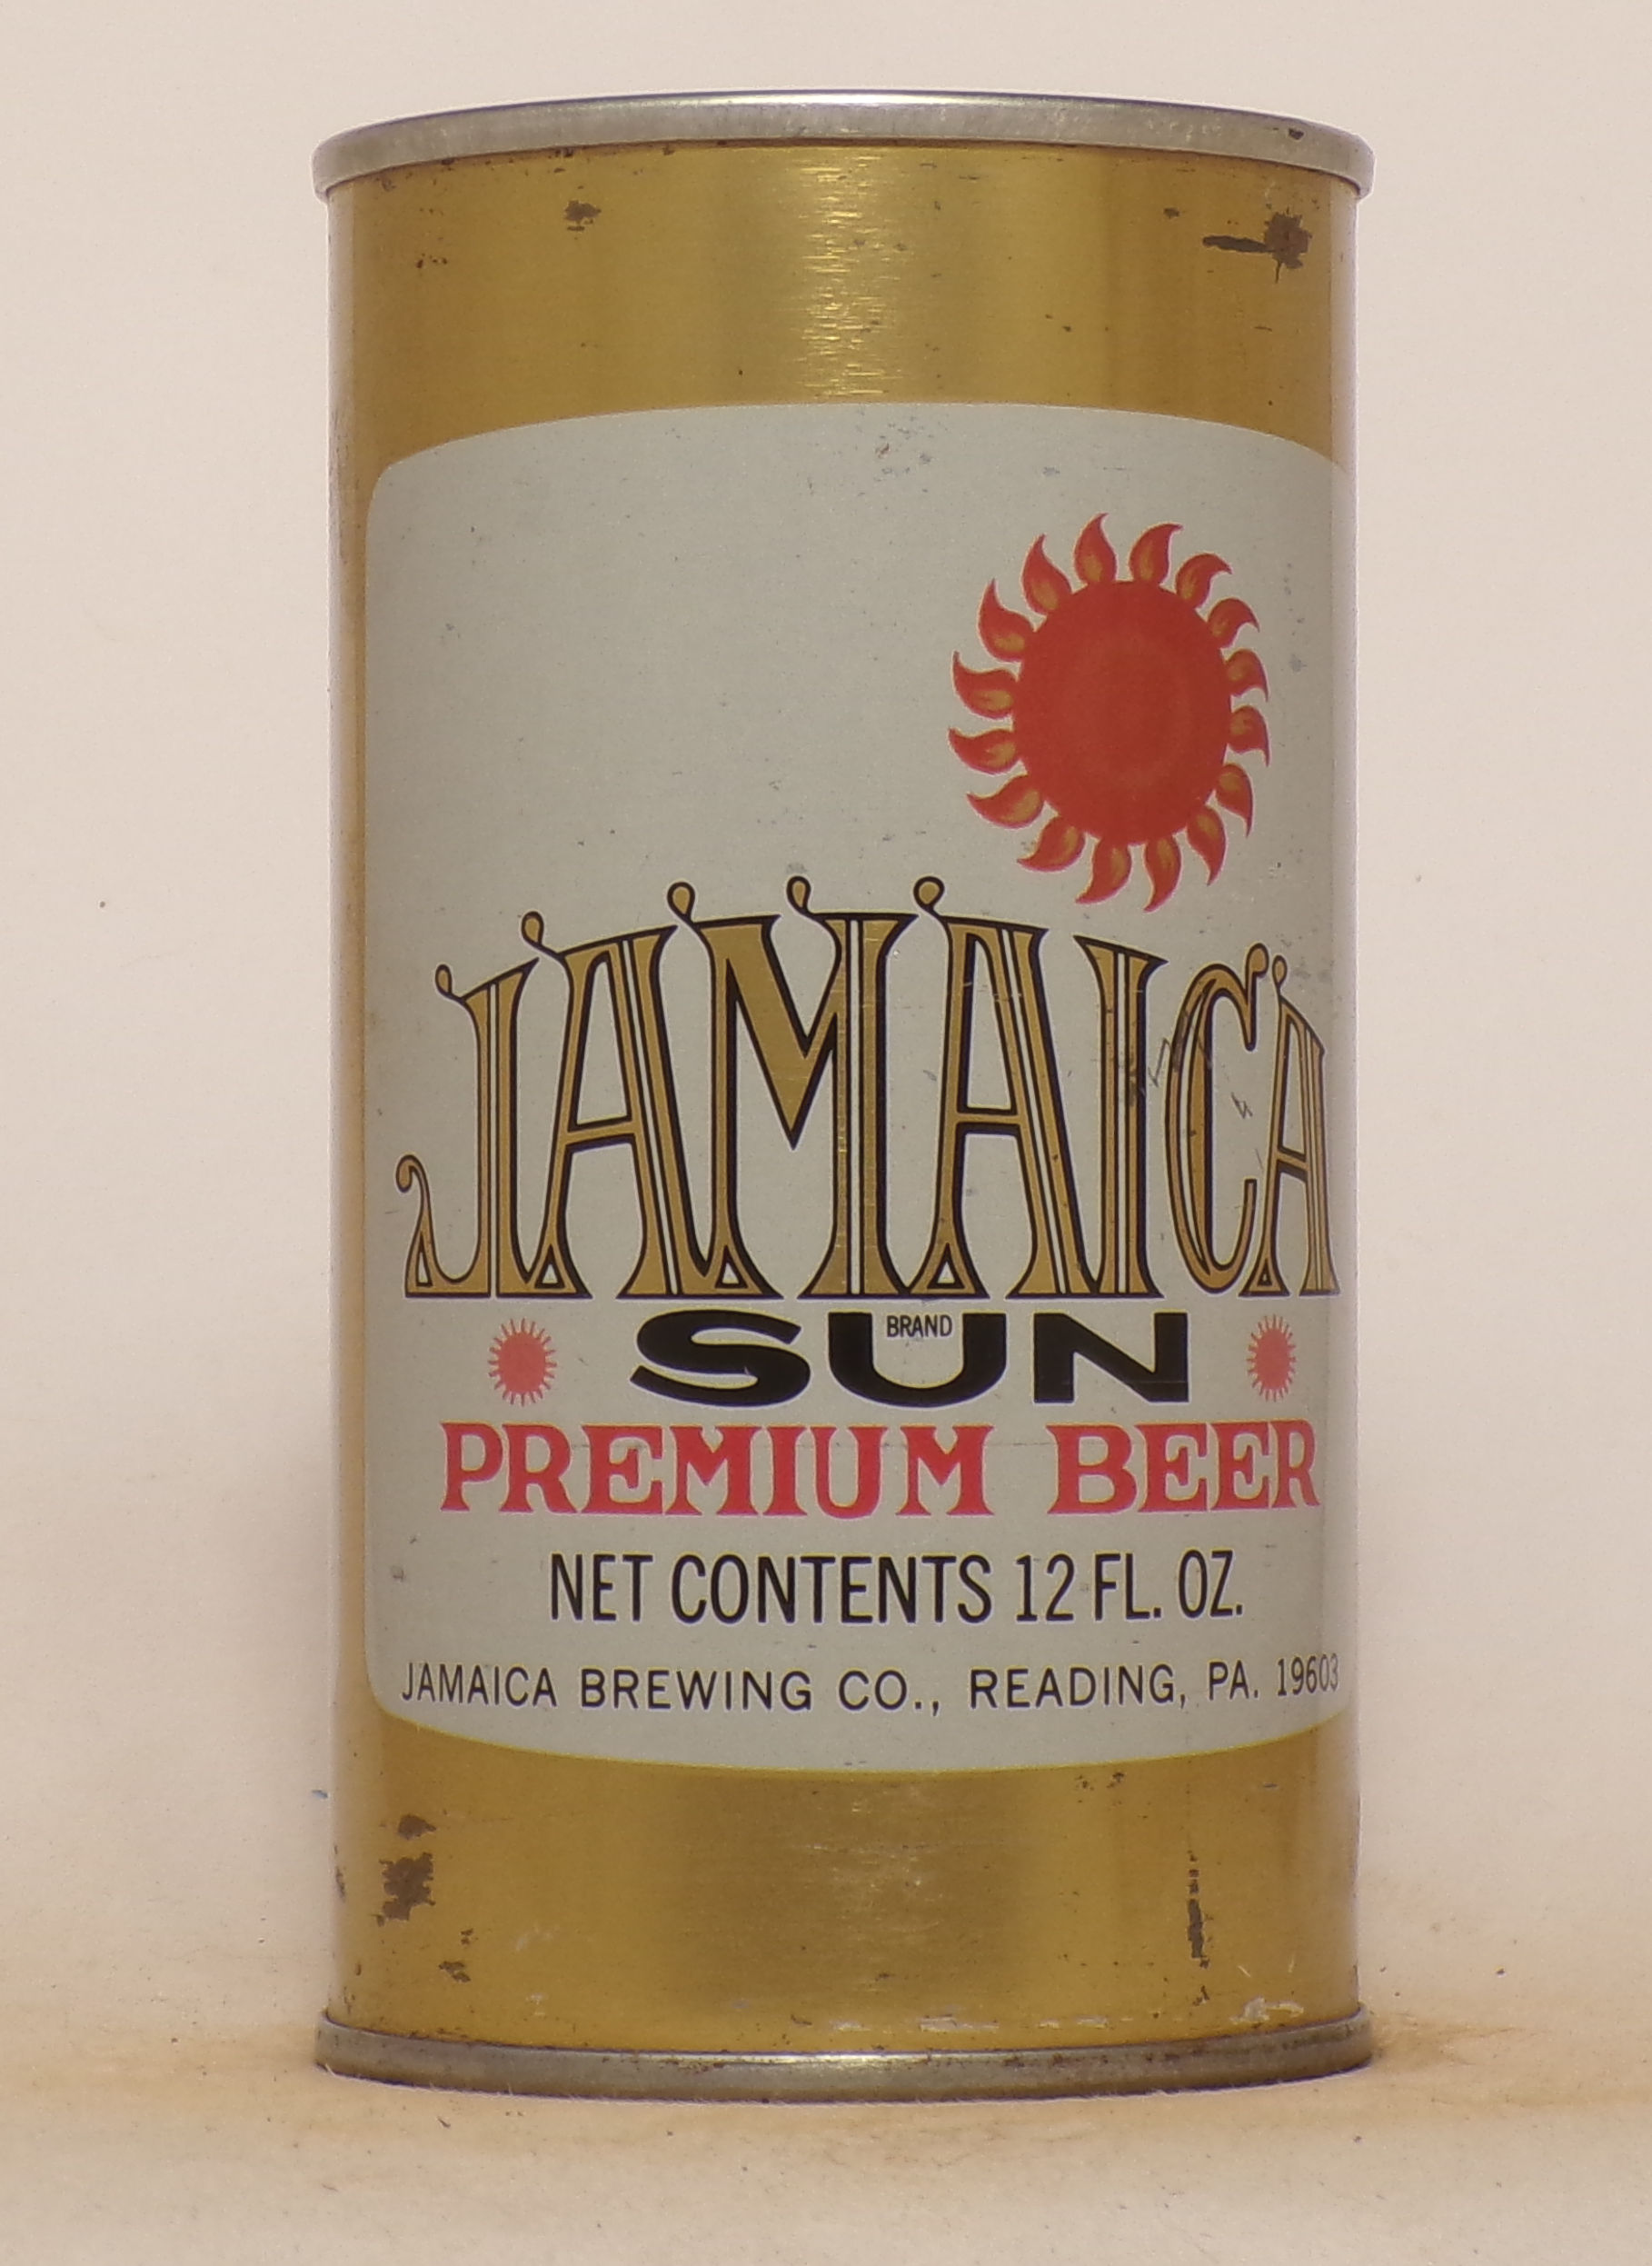 JAMAICA
BRAND
SUN
PREMIUM BEER
NET CONTENTS 12 FL. OZ.
JAMAICA BREWING CO., READING, PA. 19603